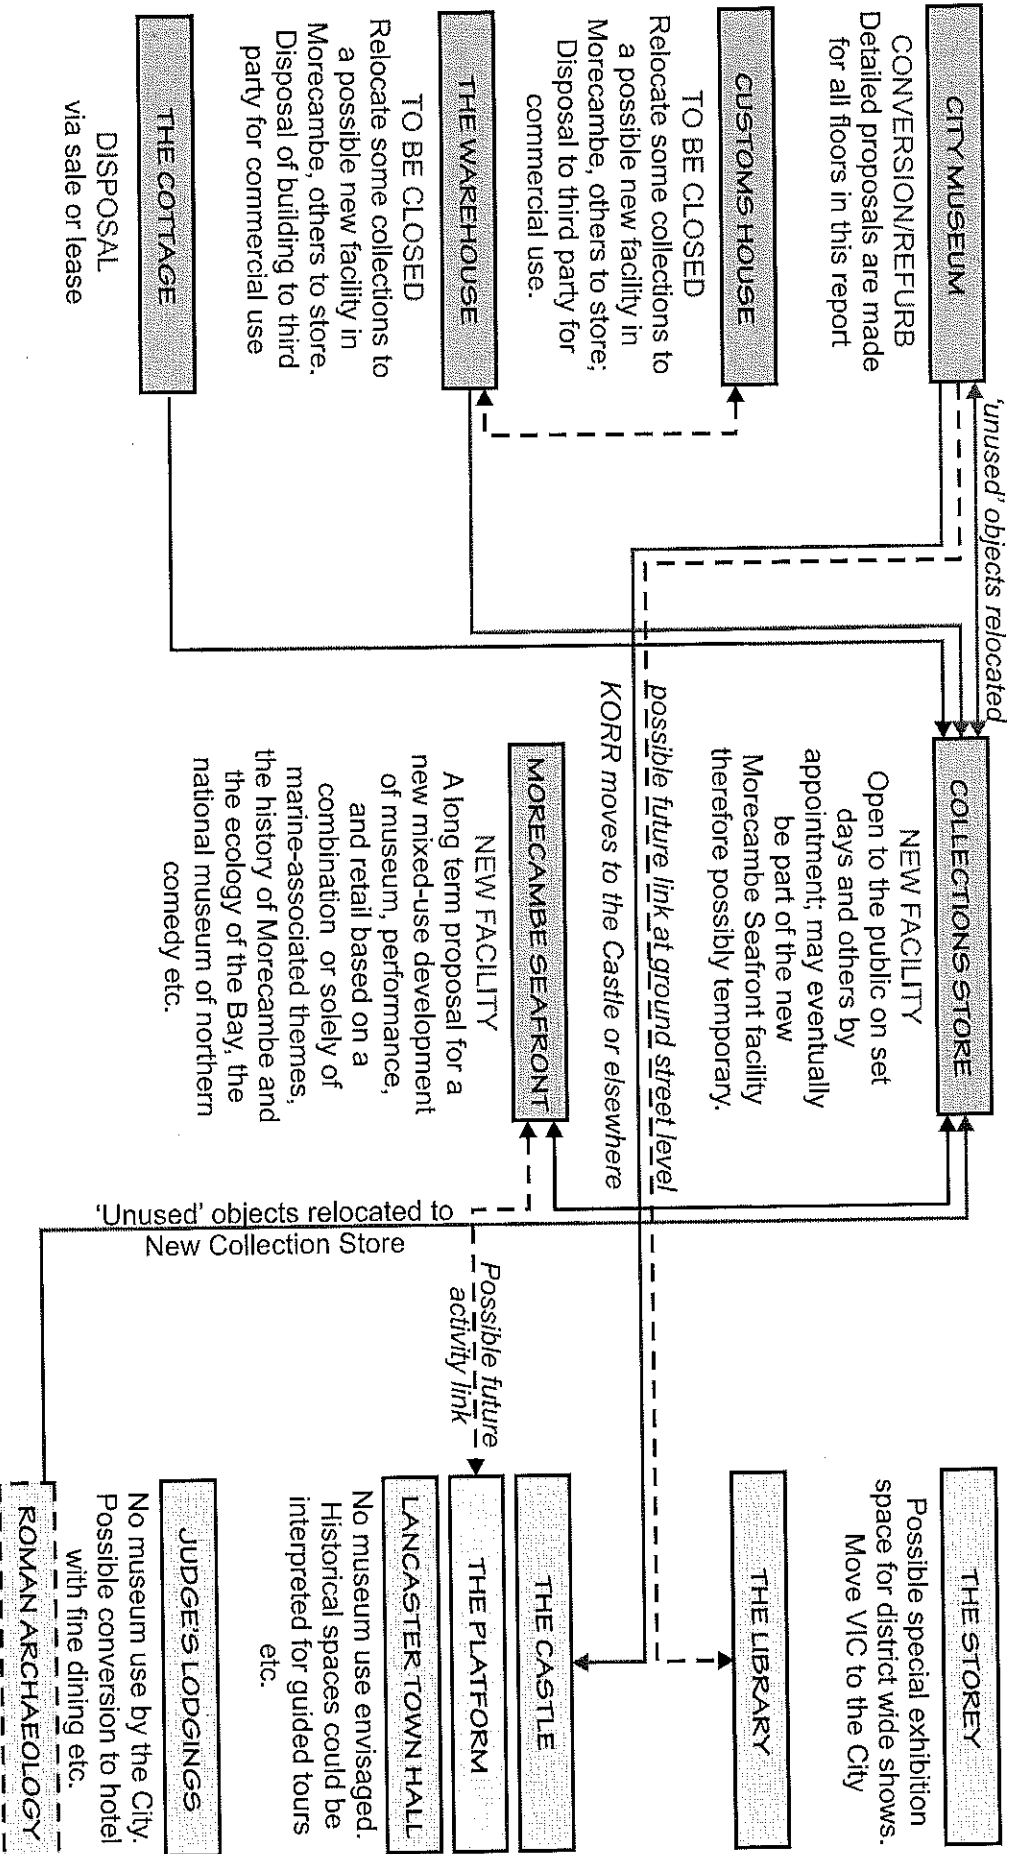 CITY MUSEUM
CONVERSION/REFURB
Detailed proposals are made
for all floors in this report
CUSTOMS HOUSE
TO BE CLOSED
Relocate some collections to
a possible new facility in
Morecambe, others to store;
Disposal to third party for
commercial use.
THE WAREHOUSE
TO BE CLOSED
Relocate some collections to
a possible new facility in
Morecambe, others to store.
Disposal of building to third
party for commercial use
THE COTTAGE
DISPOSAL
via sale or lease
'unused' objects relocated
possible future link at ground street level
KORR moves to the Castle or elsewhere
COLLECTIONS STORE
NEW FACILITY
Open to the public on set
days and others by
appointment; may eventually
be part of the new
Morecambe Seafront facility
therefore possibly temporary.
MORECAMBE SEAFRONT
NEW FACILITY
A long term proposal for a
new mixed-use development
of museum, performance,
and retail based on a
combination or solely of
marine-associated themes,
the history of Morecambe and
the ecology of the Bay, the
national museum of northern
comedy etc.
'Unused' objects relocated to
New Collection Store
Possible future
activity link
THE STOREY
Possible special exhibition
space for district wide shows.
Move VIC to the City
THE LIBRARY
THE CASTLE
THE PLATFORM
LANCASTER TOWN HALL
No museum use envisaged.
Historical spaces could be
interpreted for guided tours
etc.
JUDGE'S LODGINGS
No museum use by the City.
Possible conversion to hotel
with fine dining etc.
ROMAN ARCHAEOLOGY